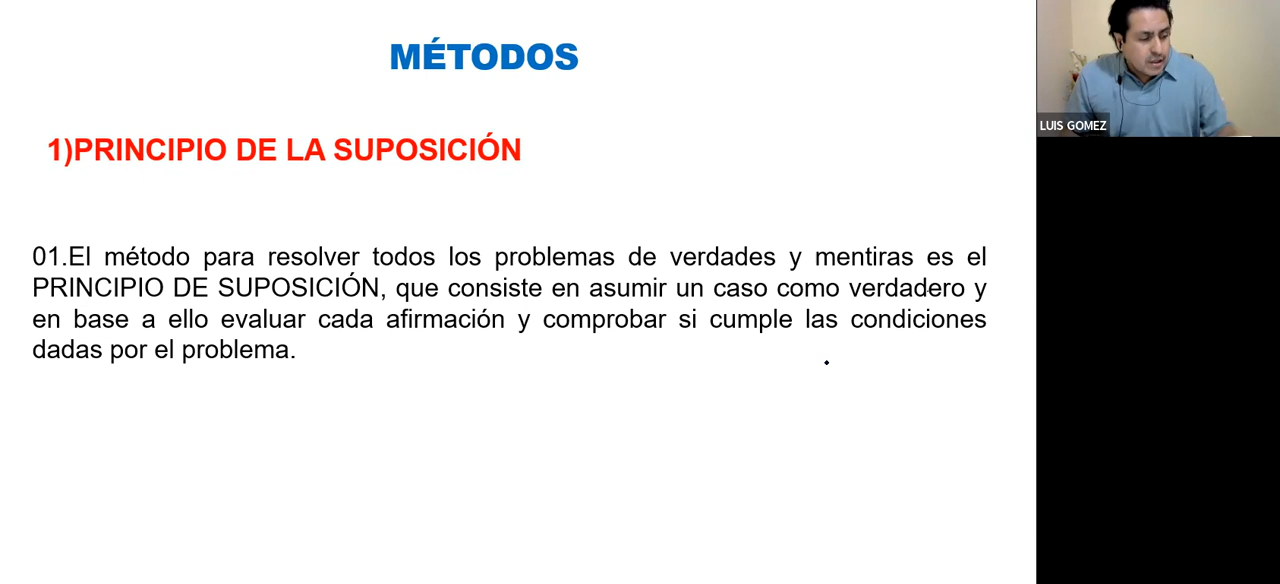 MÉTODOS
1)PRINCIPIO DE LA SUPOSICIÓN
01.El método para resolver todos los problemas de verdades y mentiras es el
PRINCIPIO DE SUPOSICIÓN, que consiste en asumir un caso como verdadero y
en base a ello evaluar cada afirmación y comprobar si cumple las condiciones
dadas por el problema.
LUIS GOMEZ